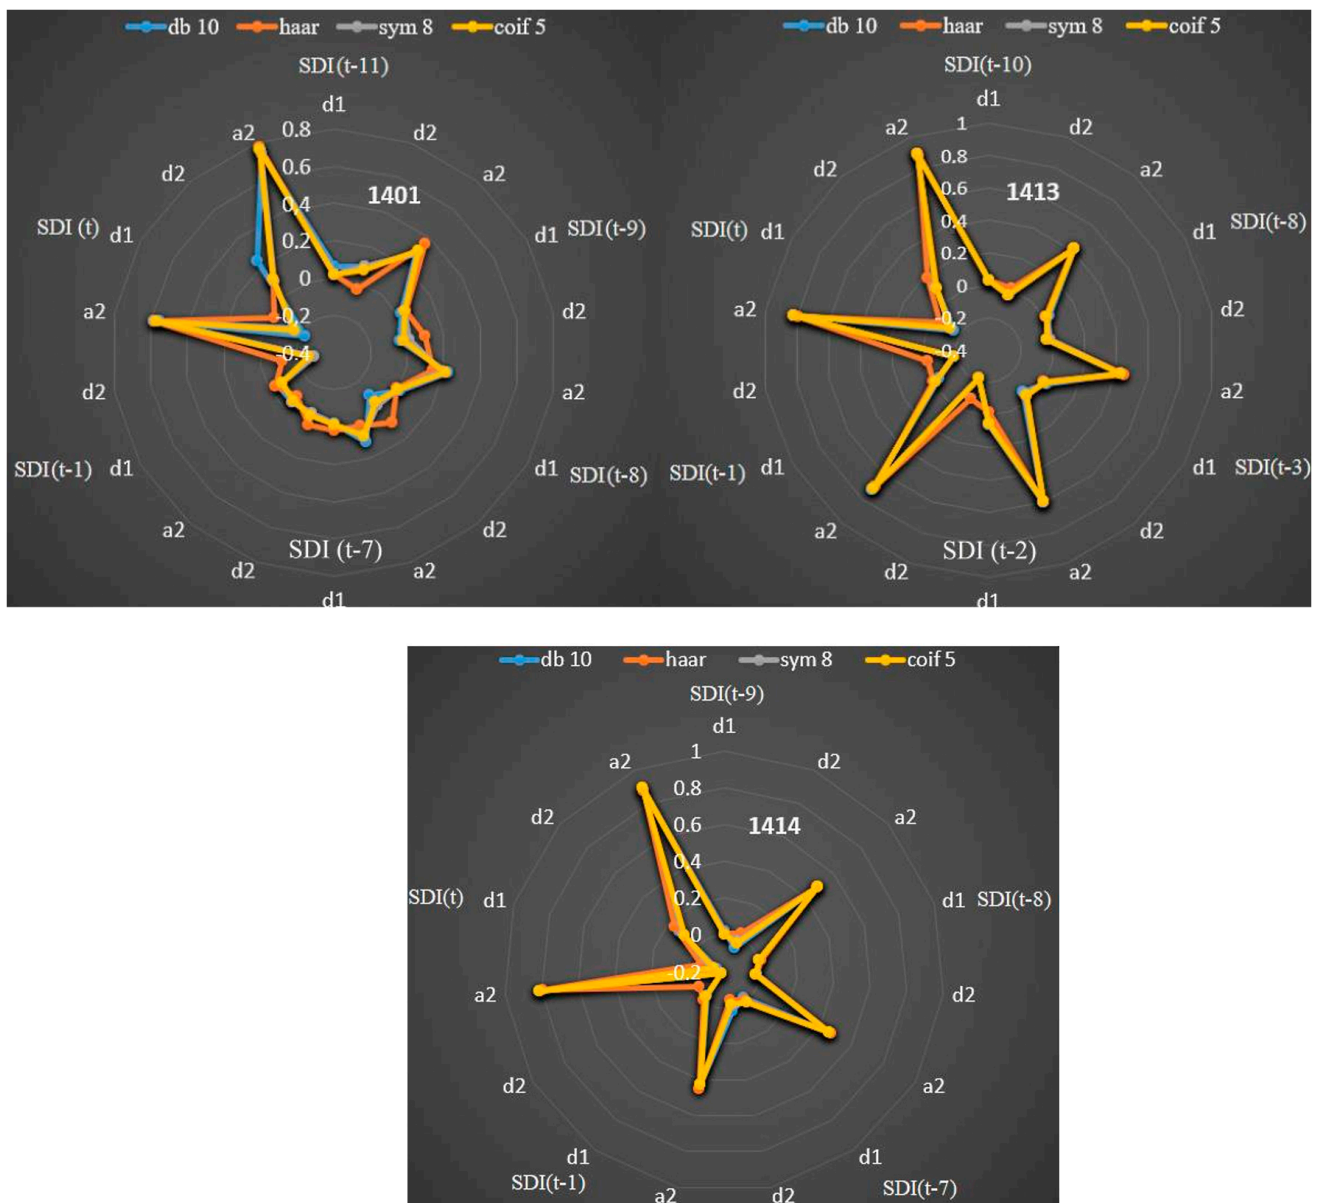 db 10 haar sym 8 coif 5
SDI(t-11)
d1
d2
a2
SDI(t-9)
d1
d2
a2
SDI(t-8)
d1
d2
a2
SDI (t-7)
d1
d2
a2
SDI(t-1)
d1
d2
a2
SDI (t)
d1
d2
a2
0.8
0.6
0.4
0.2
0
-0.2
-0.4
1401
db 10 haar sym 8 coif 5
SDI(t-10)
d1
d2
a2
SDI(t-8)
d1
d2
a2
SDI(t-3)
d1
d2
a2
SDI (t-2)
d1
d2
a2
SDI(t-1)
d1
d2
a2
SDI(t)
d1
d2
a2
1
0.8
0.6
0.4
0.2
0
-0.2
-0.4
1413
db 10 haar sym 8 coif 5
SDI(t-9)
d1
d2
a2
SDI(t-8)
d1
d2
a2
SDI(t-7)
d1
d2
a2
SDI(t-1)
d1
d2
a2
SDI(t)
d1
d2
a2
1
0.8
0.6
0.4
0.2
0
-0.2
1414